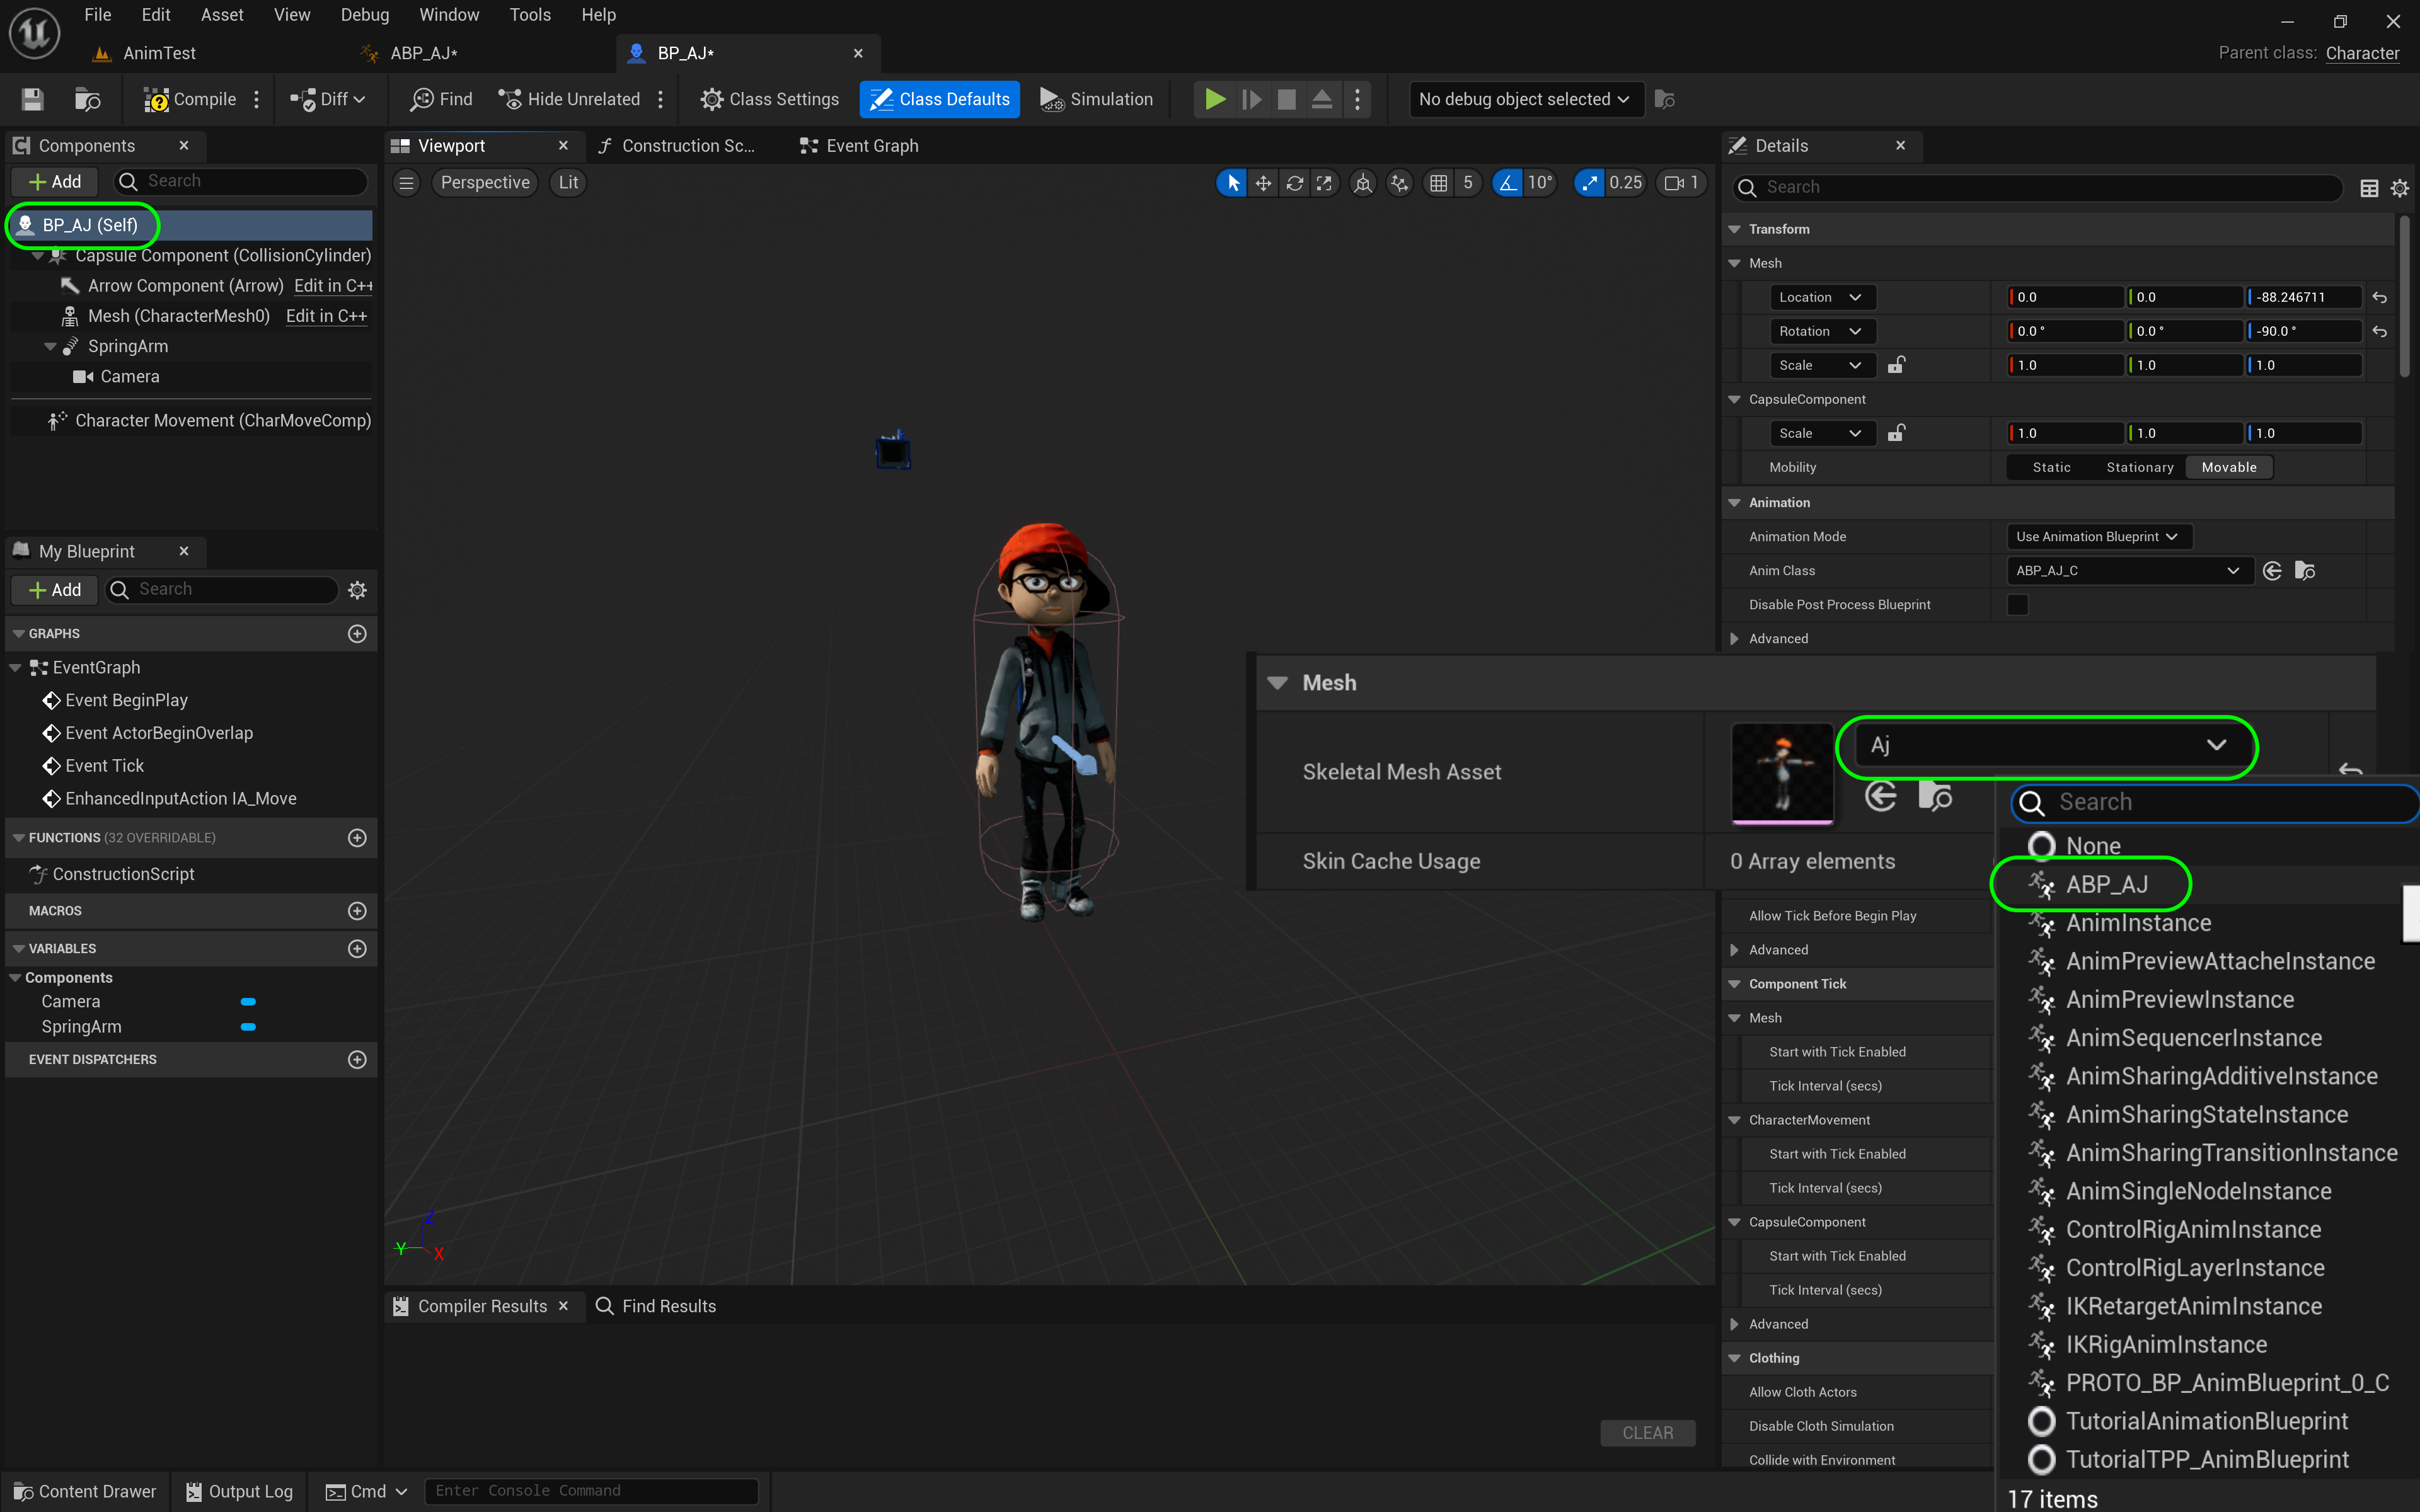 File Edit Asset View Debug Window Tools Help
AnimTest ABP_AJ* BP_AJ* Parent class: Character
Compile Diff Find Hide Unrelated Class Settings Class Defaults Simulation No debug object selected
Components
Add Search
BP_AJ (Self)
Capsule Component (CollisionCylinder)
Arrow Component (Arrow) Edit in C++
Mesh (CharacterMesh0) Edit in C++
SpringArm
Camera
Character Movement (CharMoveComp)
My Blueprint
Add Search
GRAPHS
EventGraph
Event BeginPlay
Event ActorBeginOverlap
Event Tick
EnhancedInputAction IA_Move
FUNCTIONS (32 OVERRIDABLE)
ConstructionScript
MACROS
VARIABLES
Components
Camera
SpringArm
EVENT DISPATCHERS
Viewport Construction Sc... Event Graph
Perspective Lit 5 10° 0.25 1
Z
Y X
Compiler Results Find Results
CLEAR
Details
Search
Transform
Mesh
Location 0.0 0.0 -88.246711
Rotation 0.0 ° 0.0 ° -90.0 °
Scale 1.0 1.0 1.0
CapsuleComponent
Scale 1.0 1.0 1.0
Mobility Static Stationary Movable
Animation
Animation Mode Use Animation Blueprint
Anim Class ABP_AJ_C
Disable Post Process Blueprint
Advanced
Mesh
Skeletal Mesh Asset Aj
Skin Cache Usage 0 Array elements
Allow Tick Before Begin Play
Advanced
Component Tick
Mesh
Start with Tick Enabled
Tick Interval (secs)
CharacterMovement
Start with Tick Enabled
Tick Interval (secs)
CapsuleComponent
Start with Tick Enabled
Tick Interval (secs)
Advanced
Clothing
Allow Cloth Actors
Disable Cloth Simulation
Collide with Environment
Search
None
ABP_AJ
AnimInstance
AnimPreviewAttacheInstance
AnimPreviewInstance
AnimSequencerInstance
AnimSharingAdditiveInstance
AnimSharingStateInstance
AnimSharingTransitionInstance
AnimSingleNodeInstance
ControlRigAnimInstance
ControlRigLayerInstance
IKRetargetAnimInstance
IKRigAnimInstance
PROTO_BP_AnimBlueprint_0_C
TutorialAnimationBlueprint
TutorialTPP_AnimBlueprint
17 items
Content Drawer Output Log Cmd Enter Console Command